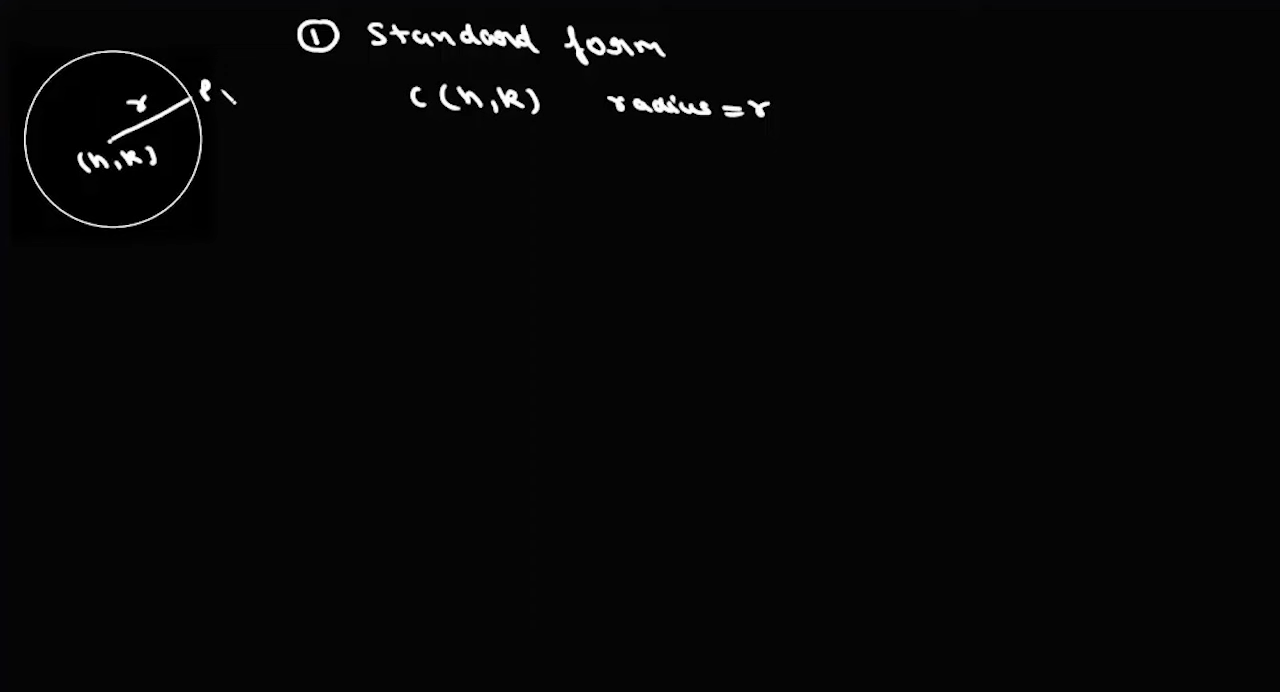 ① Standard form
C (h, k) radius = r
r P
(h, k)